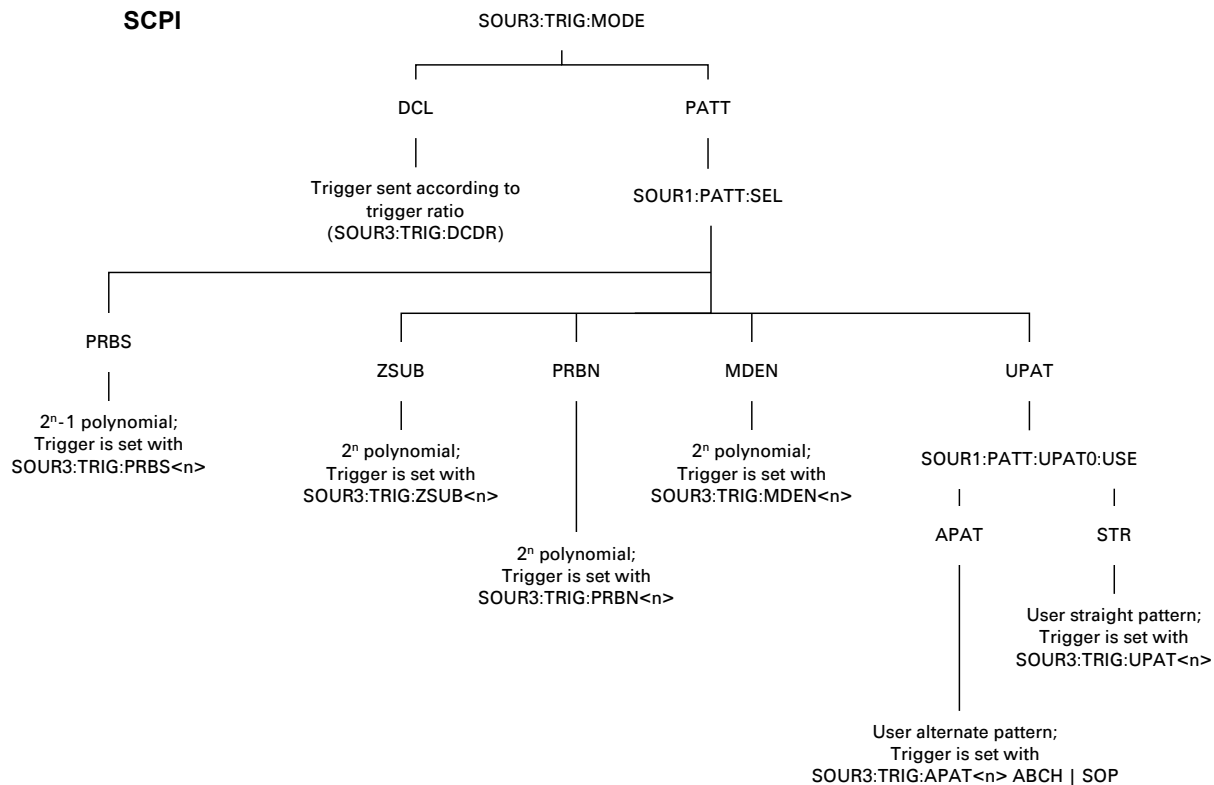 SCPI
SOUR3:TRIG:MODE
DCL
PATT
Trigger sent according to
trigger ratio
(SOUR3:TRIG:DCDR)
SOUR1:PATT:SEL
PRBS
ZSUB
PRBN
MDEN
UPAT
2ⁿ-1 polynomial;
Trigger is set with
SOUR3:TRIG:PRBS<n>
2ⁿ polynomial;
Trigger is set with
SOUR3:TRIG:ZSUB<n>
2ⁿ polynomial;
Trigger is set with
SOUR3:TRIG:MDEN<n>
SOUR1:PATT:UPAT0:USE
APAT
STR
2ⁿ polynomial;
Trigger is set with
SOUR3:TRIG:PRBN<n>
User straight pattern;
Trigger is set with
SOUR3:TRIG:UPAT<n>
User alternate pattern;
Trigger is set with
SOUR3:TRIG:APAT<n> ABCH | SOP